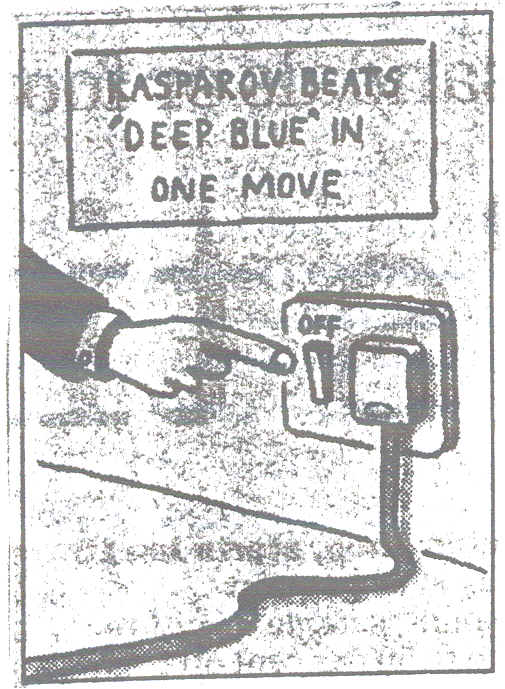 KASPAROV BEATS
"DEEP BLUE" IN
ONE MOVE
OFF